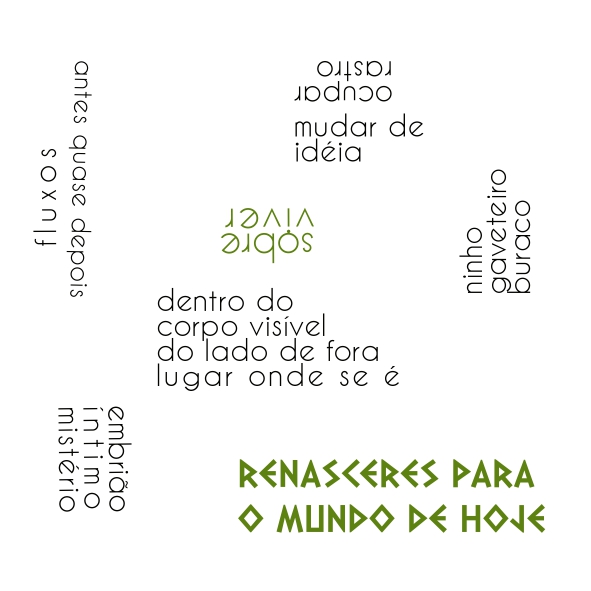 fluxos
antes quase depois
ocupar
rastro
mudar de
idéia
sobre
viver
ninho
gaveteiro
buraco
dentro do
corpo visível
do lado de fora
lugar onde se é
embrião
íntimo
mistério
RENASCERES PARA
O MUNDO DE HOJE